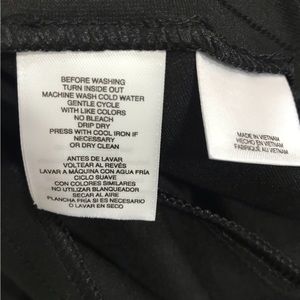 BEFORE WASHING
TURN INSIDE OUT
MACHINE WASH COLD WATER
GENTLE CYCLE
WITH LIKE COLORS
NO BLEACH
DRIP DRY
PRESS WITH COOL IRON IF
NECESSARY
OR DRY CLEAN
ANTES DE LAVAR
VOLTEAR AL REVÉS
LAVAR A MÁQUINA CON AGUA FRÍA
CICLO SUAVE
CON COLORES SIMILARES
NO UTILIZAR BLANQUEADOR
SECAR AL AIRE
PLANCHA FRÍA SI ES NECESARIO
O LAVAR EN SECO
MADE IN VIETNAM
HECHO EN VIETNAM
FABRIQUÉ AU VIETNAM